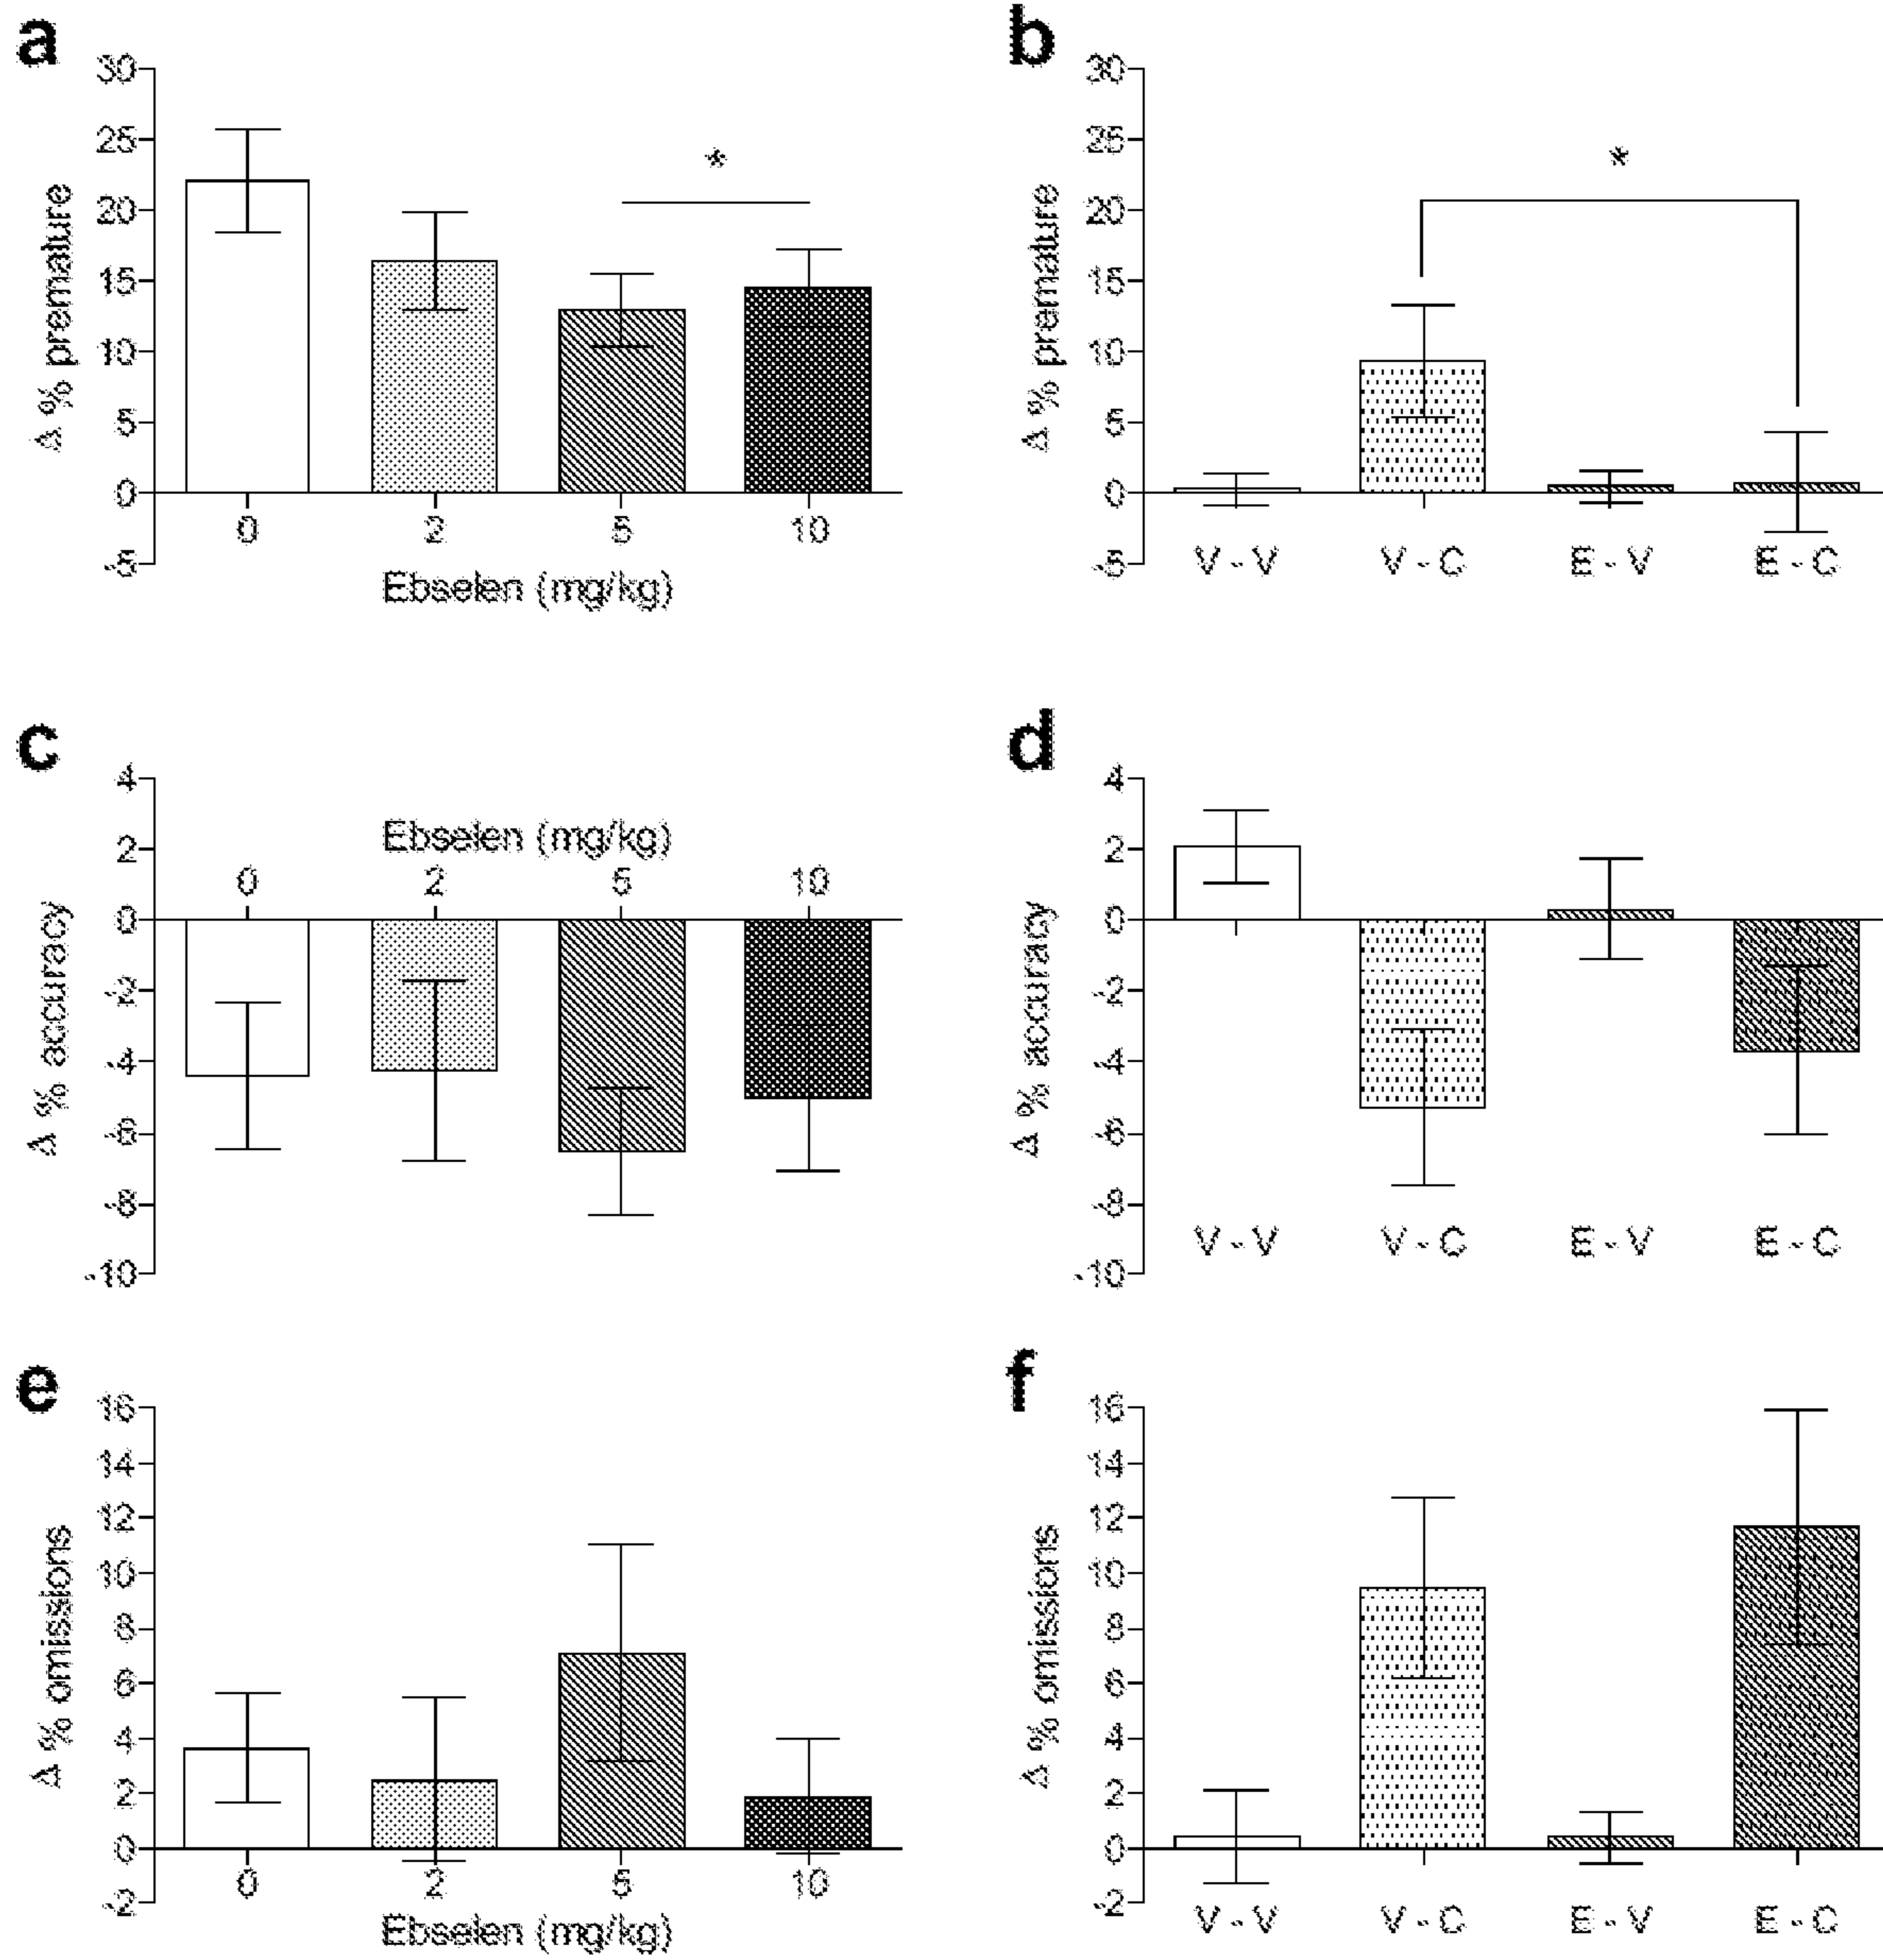 a
30
25
20
15
10
5
0
-5
Δ % premature
*
0 2 5 10
Ebselen (mg/kg)
b
30
25
20
15
10
5
0
-5
Δ % premature
*
V - V V - C E - V E - C
c
4
2
0
-2
-4
-6
-8
-10
Δ % accuracy
Ebselen (mg/kg)
0 2 5 10
d
4
2
0
-2
-4
-6
-8
-10
Δ % accuracy
V - V V - C E - V E - C
e
16
14
12
10
8
6
4
2
0
-2
Δ % omissions
0 2 5 10
Ebselen (mg/kg)
f
16
14
12
10
8
6
4
2
0
-2
Δ % omissions
V - V V - C E - V E - C